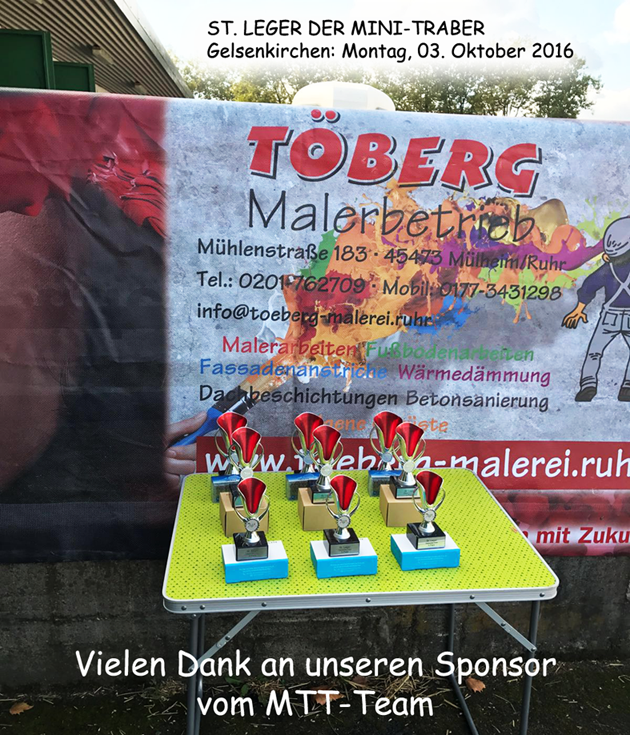 ST. LEGER DER MINI-TRABER
Gelsenkirchen: Montag, 03. Oktober 2016
TÖBERG
Malerbetrieb
Mühlenstraße 183 · 45473 Mülheim/Ruhr
Tel.: 0201-762709 · Mobil: 0177-3431298
info@toeberg-malerei.ruhr
Malerarbeiten Fußbodenarbeiten
Fassadenanstriche Wärmedämmung
Dachbeschichtungen Betonsanierung
www.toeberg-malerei.ruhr
mit Zuku
Vielen Dank an unseren Sponsor
vom MTT-Team